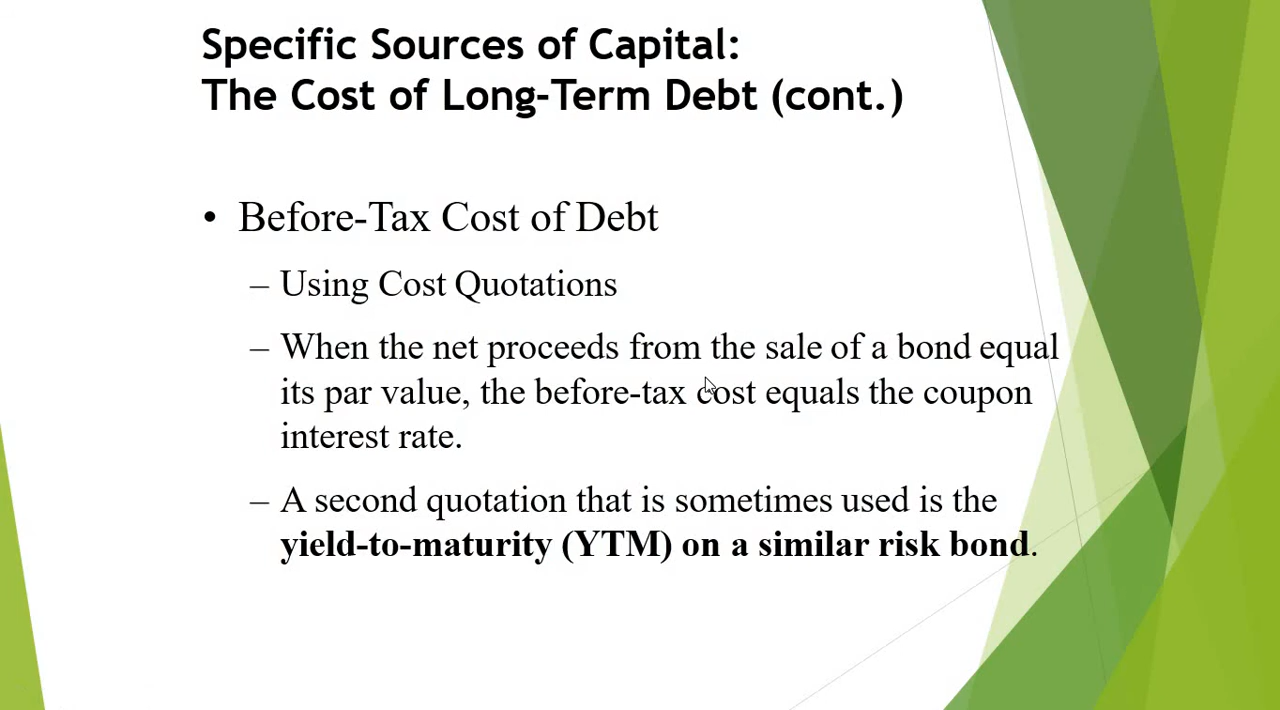 Specific Sources of Capital:
The Cost of Long-Term Debt (cont.)
• Before-Tax Cost of Debt
– Using Cost Quotations
– When the net proceeds from the sale of a bond equal
its par value, the before-tax cost equals the coupon
interest rate.
– A second quotation that is sometimes used is the
yield-to-maturity (YTM) on a similar risk bond.